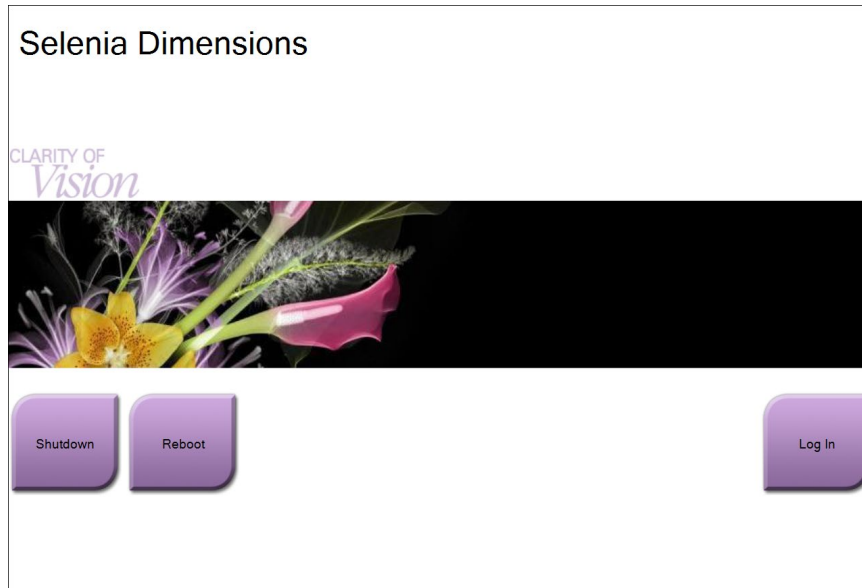 Selenia Dimensions
CLARITY OF
Vision
Shutdown
Reboot
Log In